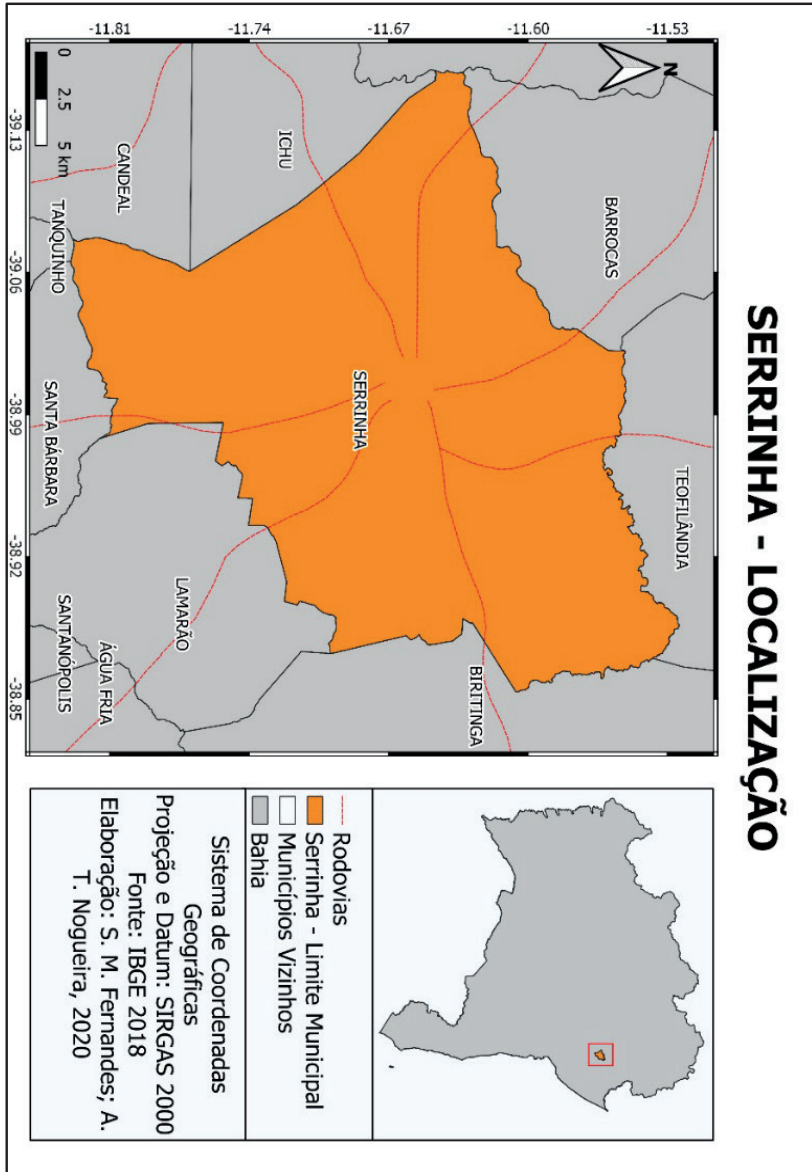 SERRINHA - LOCALIZAÇÃO
-39.13
-39.06
-38.99
-38.92
-38.85
-11.53
-11.60
-11.67
-11.74
-11.81
N
BARROCAS
TEOFILÂNDIA
BIRITINGA
ICHU
SERRINHA
CANDEAL
LAMARÃO
TANQUINHO
SANTA BÁRBARA
ÁGUA FRIA
SANTANÓPOLIS
0 2.5 5 km
Rodovias
Serrinha - Limite Municipal
Municípios Vizinhos
Bahia
Sistema de Coordenadas
Geográficas
Projeção e Datum: SIRGAS 2000
Fonte: IBGE 2018
Elaboração: S. M. Fernandes; A.
T. Nogueira, 2020